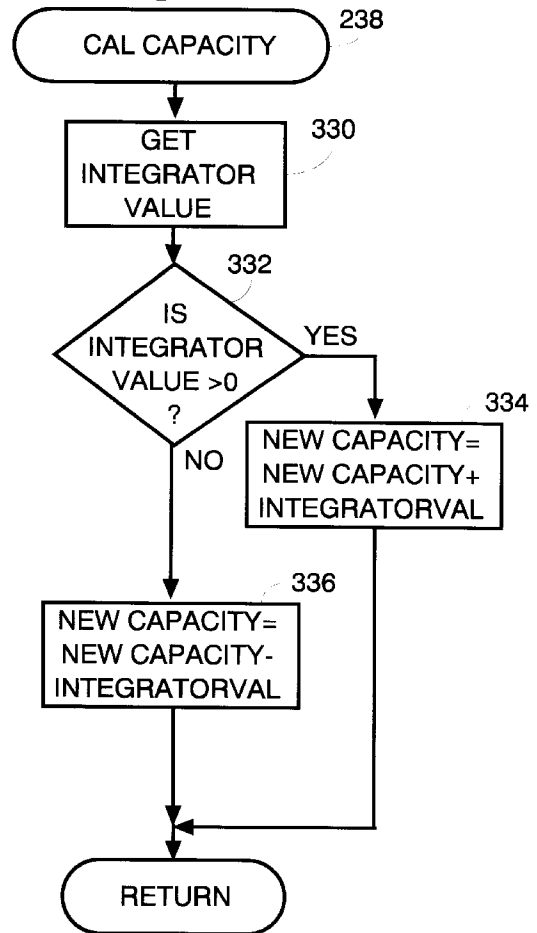 238
CAL CAPACITY
330
GET
INTEGRATOR
VALUE
332
IS
INTEGRATOR
VALUE >0
?
YES
NO
334
NEW CAPACITY=
NEW CAPACITY+
INTEGRATORVAL
336
NEW CAPACITY=
NEW CAPACITY-
INTEGRATORVAL
RETURN